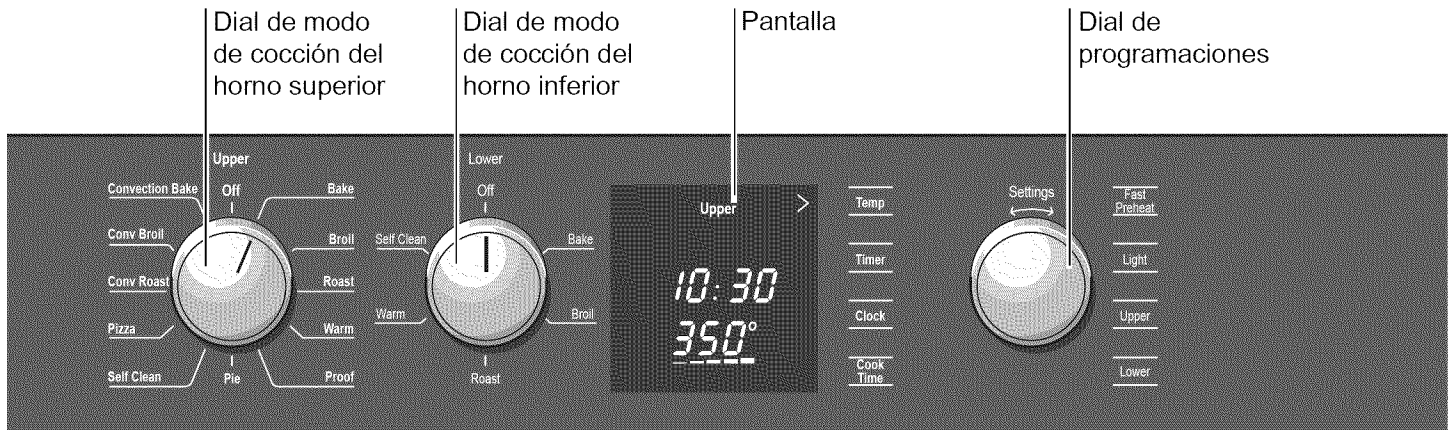 Dial de modo
de cocción del
horno superior
Dial de modo
de cocción del
horno inferior
Pantalla
Dial de
programaciones
Upper
Off
Convection Bake
Conv Broil
Conv Roast
Pizza
Self Clean
Pie
Bake
Broil
Roast
Warm
Proof
Lower
Off
Self Clean
Warm
Bake
Broil
Roast
Upper >
10:30
350°
Temp
Timer
Clock
Cook
Time
Settings
Fast
Preheat
Light
Upper
Lower